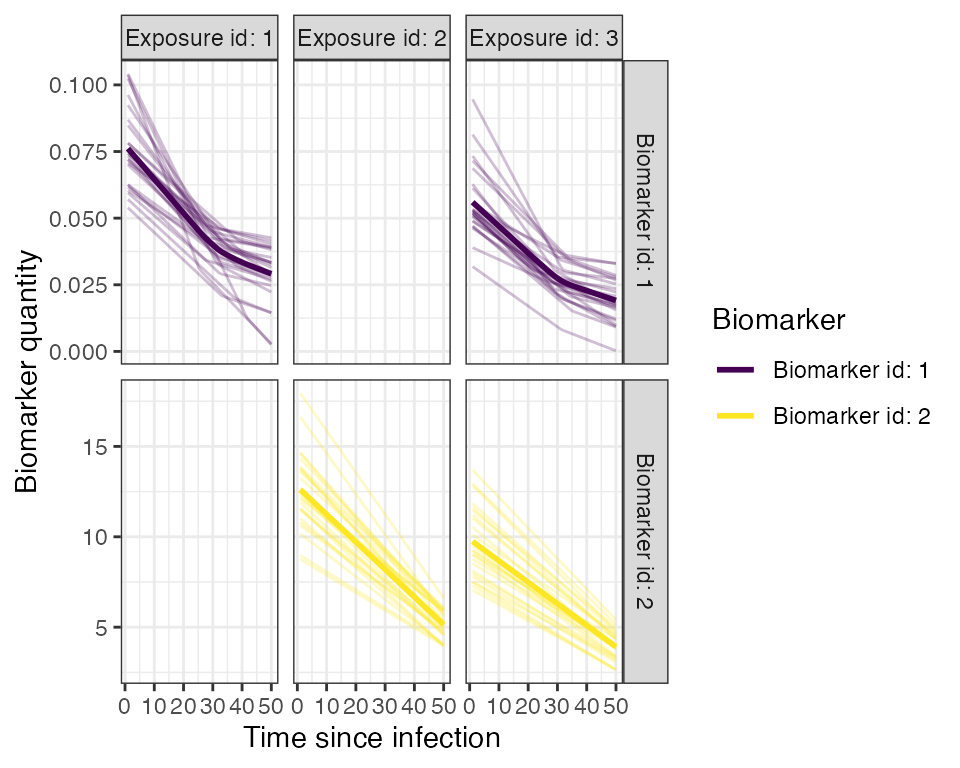 Exposure id: 1
Exposure id: 2
Exposure id: 3
Biomarker quantity
0.100
0.075
0.050
0.025
0.000
Biomarker id: 1
15
10
5
Biomarker id: 2
0 10 20 30 40 50
0 10 20 30 40 50
0 10 20 30 40 50
Time since infection
Biomarker
Biomarker id: 1
Biomarker id: 2